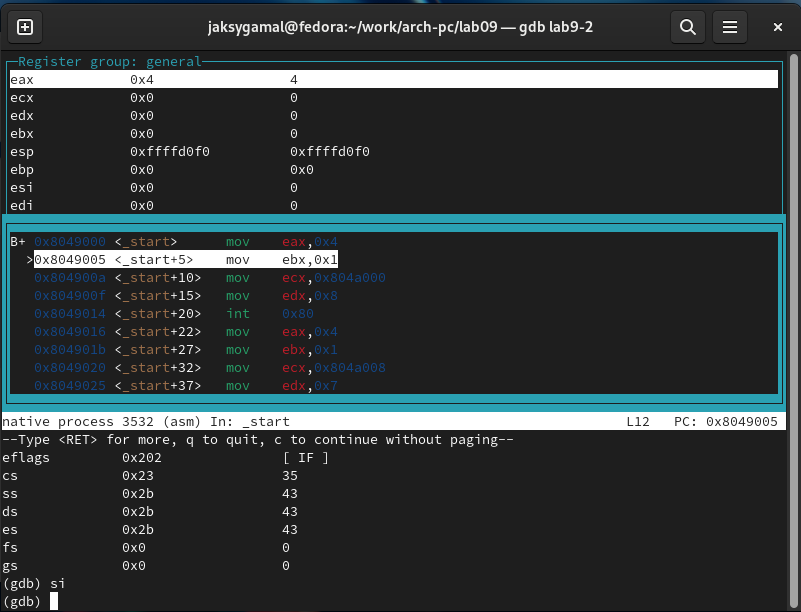 jaksygamal@fedora:~/work/arch-pc/lab09 — gdb lab9-2
Register group: general
eax 0x4 4
ecx 0x0 0
edx 0x0 0
ebx 0x0 0
esp 0xffffd0f0 0xffffd0f0
ebp 0x0 0x0
esi 0x0 0
edi 0x0 0
B+ 0x8049000 <_start> mov eax,0x4
>0x8049005 <_start+5> mov ebx,0x1
0x804900a <_start+10> mov ecx,0x804a000
0x804900f <_start+15> mov edx,0x8
0x8049014 <_start+20> int 0x80
0x8049016 <_start+22> mov eax,0x4
0x804901b <_start+27> mov ebx,0x1
0x8049020 <_start+32> mov ecx,0x804a008
0x8049025 <_start+37> mov edx,0x7
native process 3532 (asm) In: _start L12 PC: 0x8049005
--Type <RET> for more, q to quit, c to continue without paging--
eflags 0x202 [ IF ]
cs 0x23 35
ss 0x2b 43
ds 0x2b 43
es 0x2b 43
fs 0x0 0
gs 0x0 0
(gdb) si
(gdb)